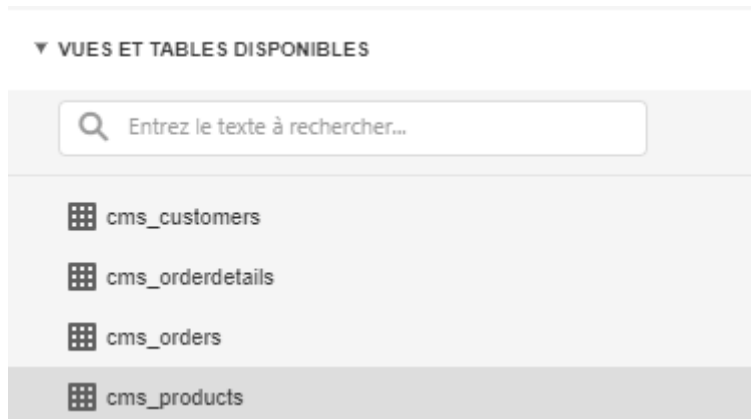 VUES ET TABLES DISPONIBLES
Entrez le texte à rechercher...
cms_customers
cms_orderdetails
cms_orders
cms_products